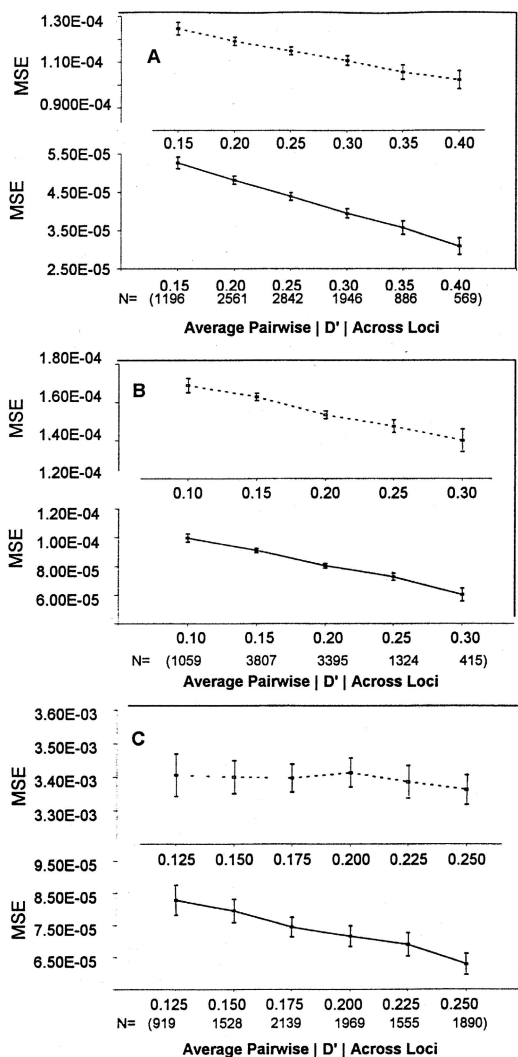 1.30E-04
A
1.10E-04
MSE
0.900E-04
0.15 0.20 0.25 0.30 0.35 0.40
5.50E-05
4.50E-05
MSE
3.50E-05
2.50E-05
0.15 0.20 0.25 0.30 0.35 0.40
N= (1196 2561 2842 1946 886 569)
Average Pairwise | D' | Across Loci
1.80E-04
B
1.60E-04
MSE
1.40E-04
1.20E-04
0.10 0.15 0.20 0.25 0.30
1.20E-04
1.00E-04
MSE
8.00E-05
6.00E-05
0.10 0.15 0.20 0.25 0.30
N= (1059 3807 3395 1324 415)
Average Pairwise | D' | Across Loci
3.60E-03
C
3.50E-03
MSE
3.40E-03
3.30E-03
0.125 0.150 0.175 0.200 0.225 0.250
9.50E-05
8.50E-05
MSE
7.50E-05
6.50E-05
0.125 0.150 0.175 0.200 0.225 0.250
N= (919 1528 2139 1969 1555 1890)
Average Pairwise | D' | Across Loci